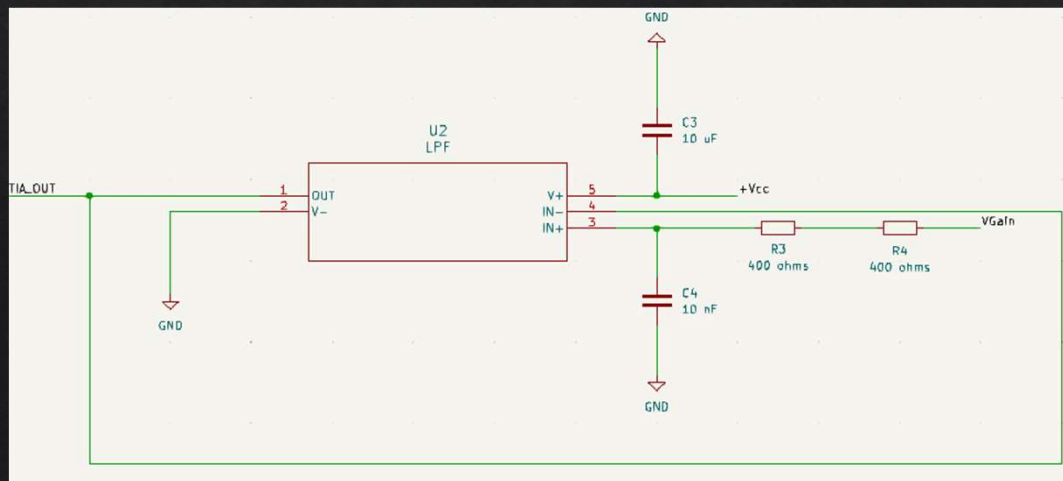 GND
C3
10 uF
U2
LPF
TIA_OUT
1
OUT
V+
5
+Vcc
2
V-
IN-
4
IN+
3
VGain
R3
400 ohms
R4
400 ohms
C4
10 nF
GND
GND